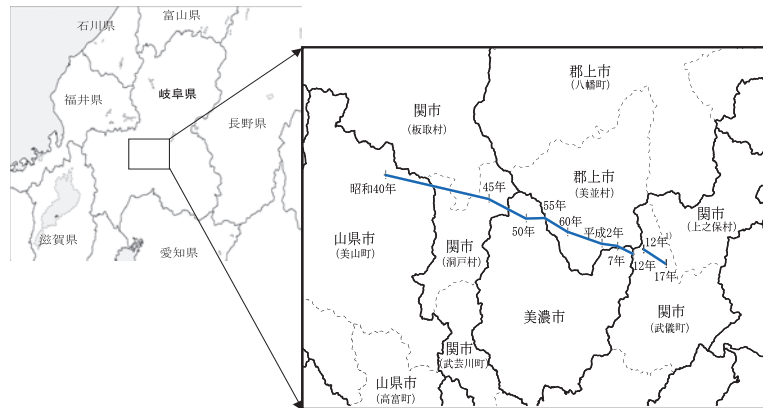 石川県
富山県
福井県
岐阜県
長野県
滋賀県
愛知県
郡上市
(八幡町)
関市
(板取村)
昭和40年
45年
郡上市
(美並村)
55年
50年
60年
平成2年
7年
12年
12年
1)
17年
関市
(上之保村)
山県市
(美山町)
関市
(洞戸村)
美濃市
関市
(武儀町)
関市
(武芸川町)
山県市
(高富町)